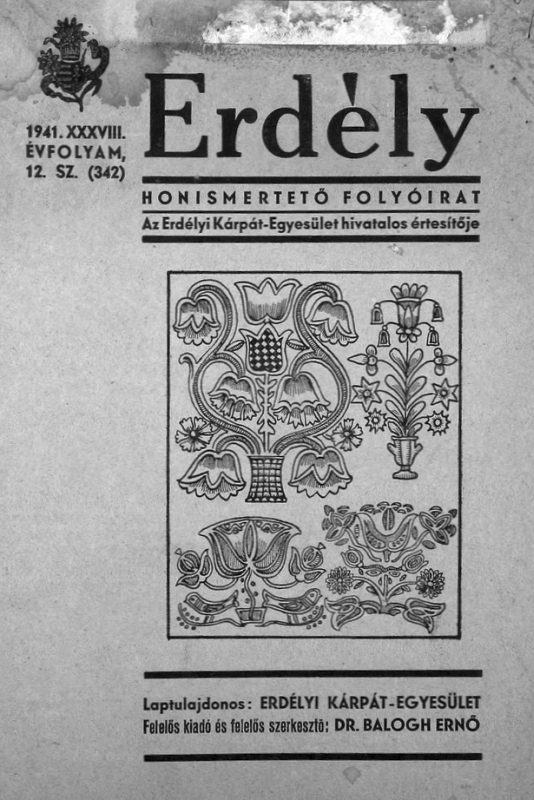 Erdély
1941. XXXVIII.
ÉVFOLYAM,
12. SZ. (342)
HONISMERTETŐ FOLYÓIRAT
Az Erdélyi Kárpát-Egyesület hivatalos értesítője
Laptulajdonos: ERDÉLYI KÁRPÁT-EGYESÜLET
Felelős kiadó és felelős szerkesztő: DR. BALOGH ERNŐ